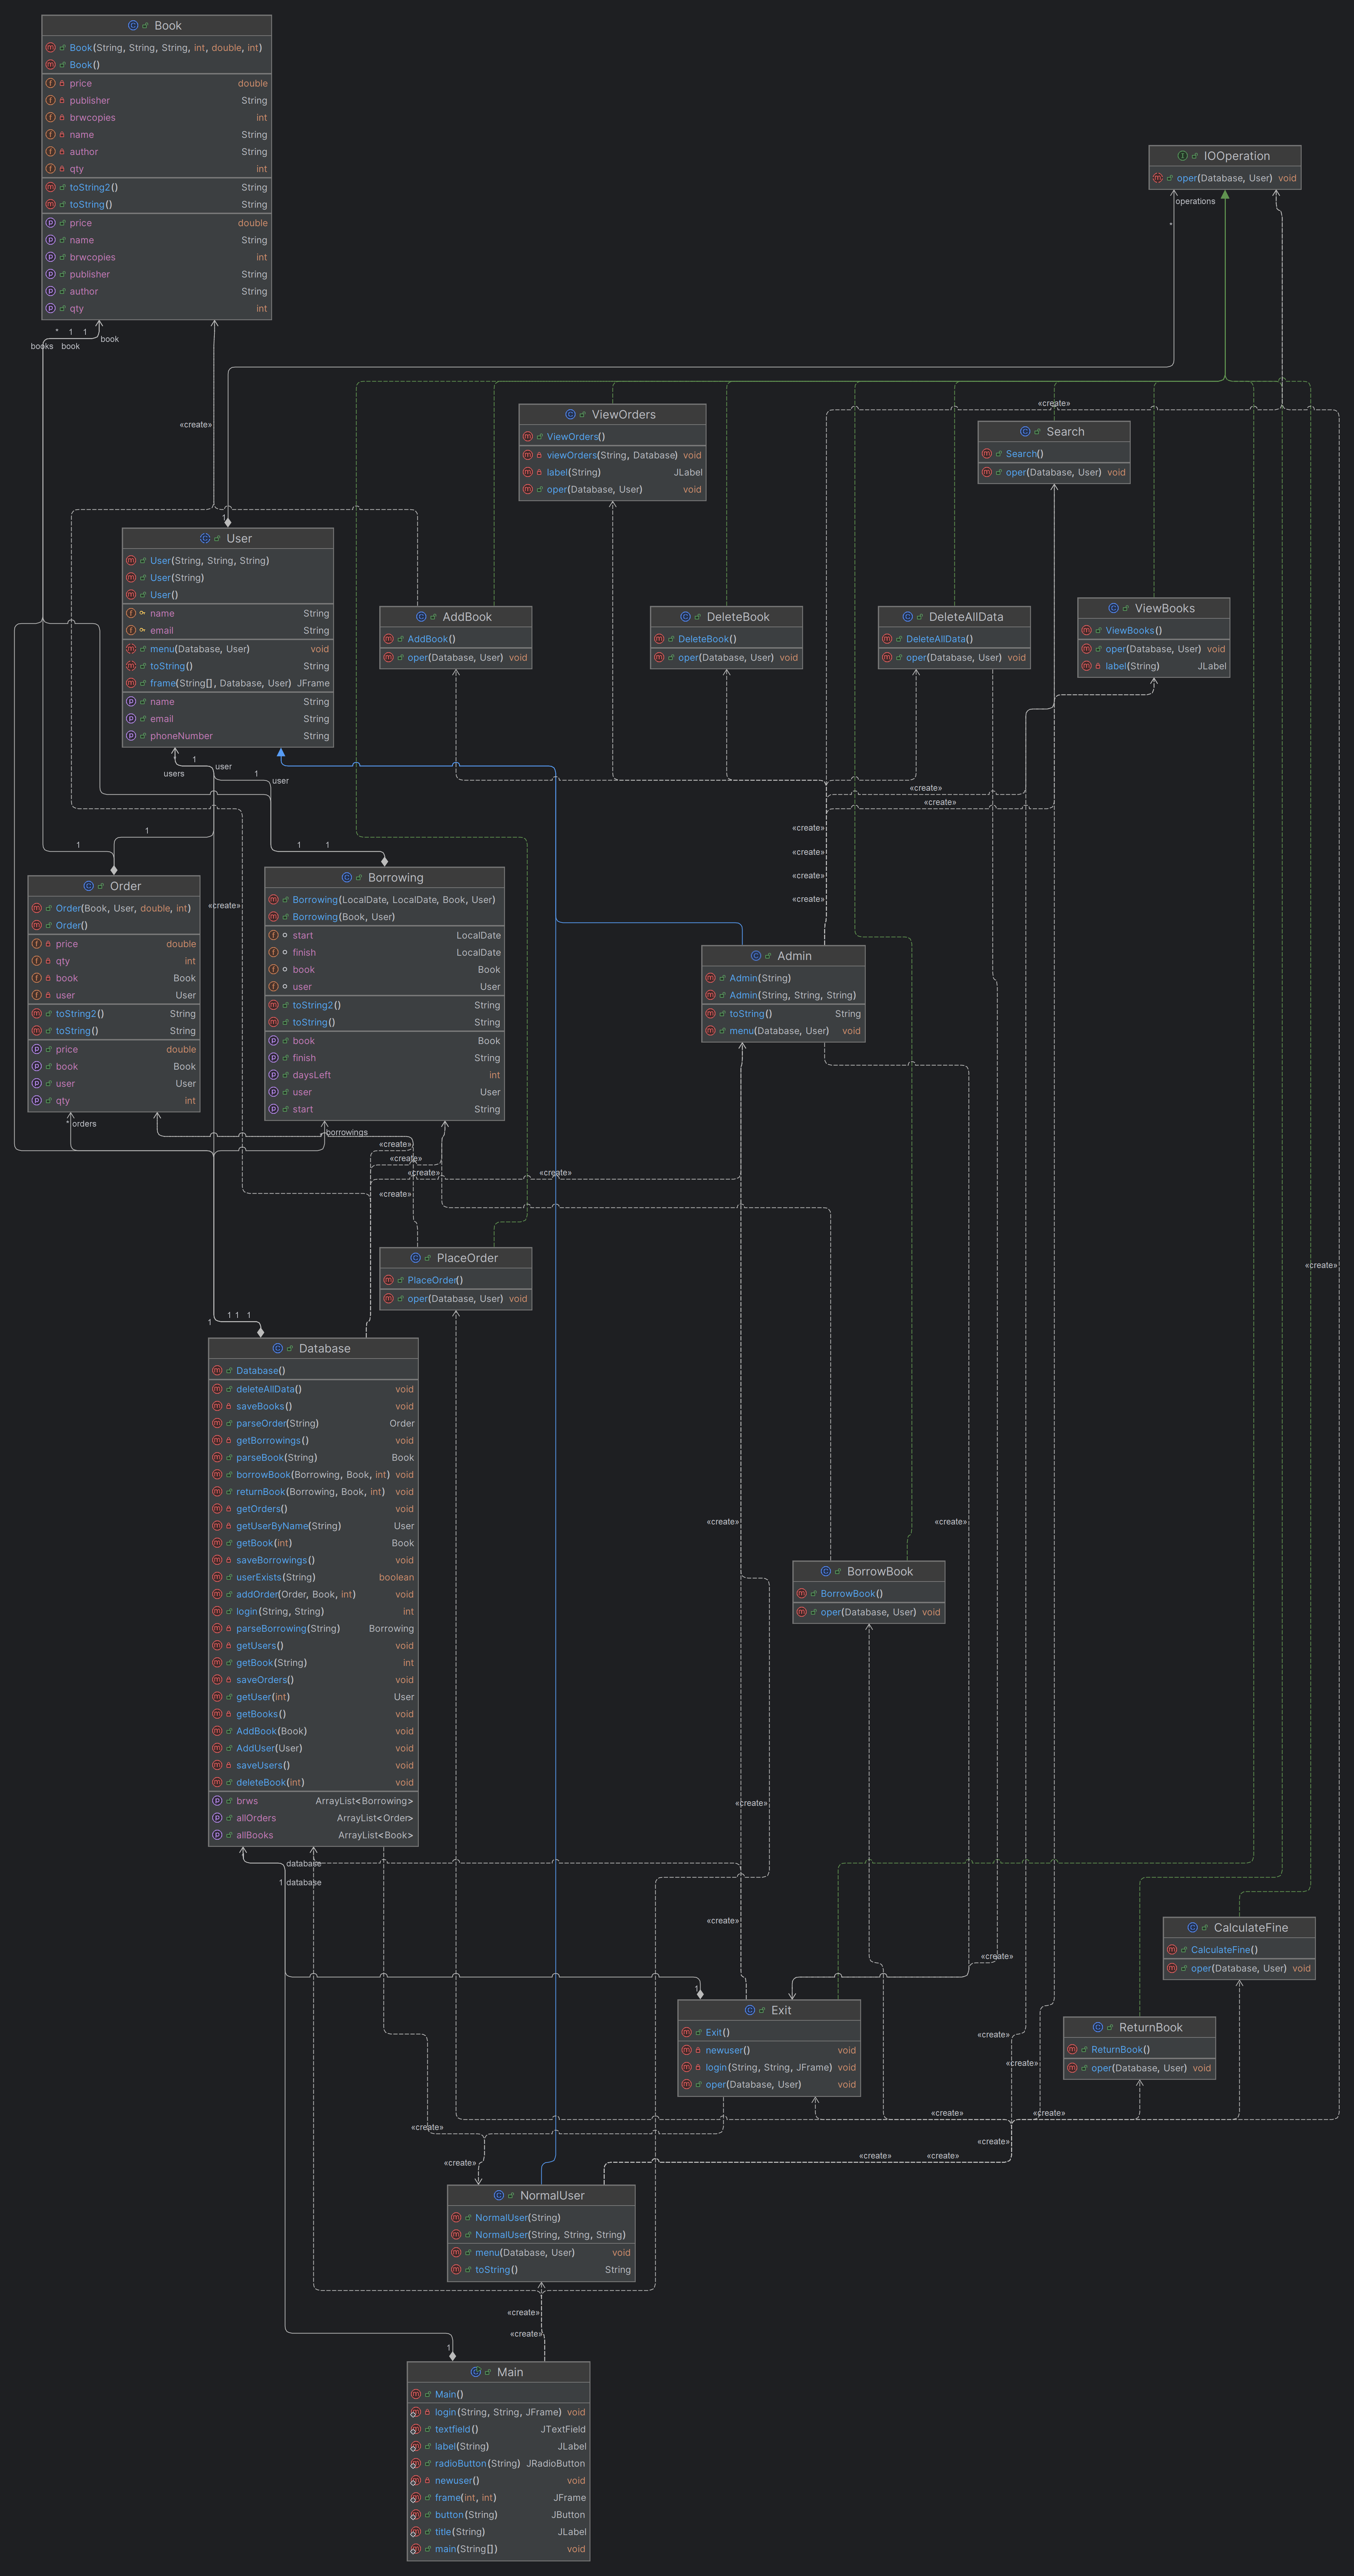 Book
Book(String, String, String, int, double, int)
Book()
price double
publisher String
brwcopies int
name String
author String
qty int
toString2() String
toString() String
price double
name String
brwcopies int
publisher String
author String
qty int
IOOperation
oper(Database, User) void
operations
*
* 1 1
book
books book
«create»
«create»
ViewOrders
ViewOrders()
viewOrders(String, Database) void
label(String) JLabel
oper(Database, User) void
Search
Search()
oper(Database, User) void
1
User
User(String, String, String)
User(String)
User()
name String
email String
menu(Database, User) void
toString() String
frame(String[], Database, User) JFrame
name String
email String
phoneNumber String
AddBook
AddBook()
oper(Database, User) void
DeleteBook
DeleteBook()
oper(Database, User) void
DeleteAllData
DeleteAllData()
oper(Database, User) void
ViewBooks
ViewBooks()
oper(Database, User) void
label(String) JLabel
1 user
users
1 user
«create»
«create»
1
«create»
1
1 1
«create»
«create»
«create»
«create»
Order
Order(Book, User, double, int)
Order()
price double
qty int
book Book
user User
toString2() String
toString() String
price double
book Book
user User
qty int
Borrowing
Borrowing(LocalDate, LocalDate, Book, User)
Borrowing(Book, User)
start LocalDate
finish LocalDate
book Book
user User
toString2() String
toString() String
book Book
finish String
daysLeft int
user User
start String
Admin
Admin(String)
Admin(String, String, String)
toString() String
menu(Database, User) void
* orders
borrowings
«create»
«create»
«create»
«create»
«create»
PlaceOrder
PlaceOrder()
oper(Database, User) void
«create»
1 1 1
1
Database
Database()
deleteAllData() void
saveBooks() void
parseOrder(String) Order
getBorrowings() void
parseBook(String) Book
borrowBook(Borrowing, Book, int) void
returnBook(Borrowing, Book, int) void
getOrders() void
getUserByName(String) User
getBook(int) Book
saveBorrowings() void
userExists(String) boolean
addOrder(Order, Book, int) void
login(String, String) int
parseBorrowing(String) Borrowing
getUsers() void
getBook(String) int
saveOrders() void
getUser(int) User
getBooks() void
AddBook(Book) void
AddUser(User) void
saveUsers() void
deleteBook(int) void
brws ArrayList<Borrowing>
allOrders ArrayList<Order>
allBooks ArrayList<Book>
«create»
«create»
BorrowBook
BorrowBook()
oper(Database, User) void
«create»
database
1 database
«create»
CalculateFine
CalculateFine()
oper(Database, User) void
«create»
1
Exit
Exit()
newuser() void
login(String, String, JFrame) void
oper(Database, User) void
ReturnBook
ReturnBook()
oper(Database, User) void
«create»
«create»
«create»
«create»
«create»
«create»
«create»
«create»
«create»
NormalUser
NormalUser(String)
NormalUser(String, String, String)
menu(Database, User) void
toString() String
«create»
«create»
1
Main
Main()
login(String, String, JFrame) void
textfield() JTextField
label(String) JLabel
radioButton(String) JRadioButton
newuser() void
frame(int, int) JFrame
button(String) JButton
title(String) JLabel
main(String[]) void